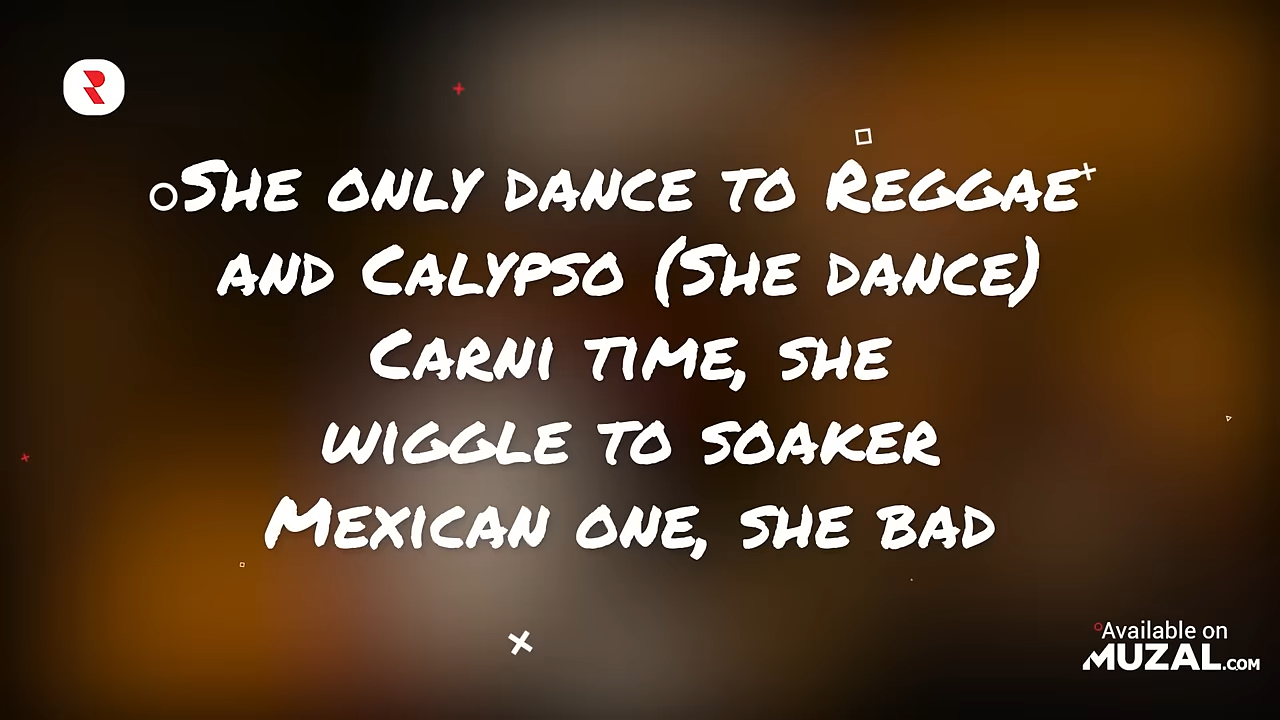 She only dance to Reggae
and Calypso (She dance)
Carni time, she
wiggle to soaker
Mexican one, she bad
Available on
MUZAL.COM